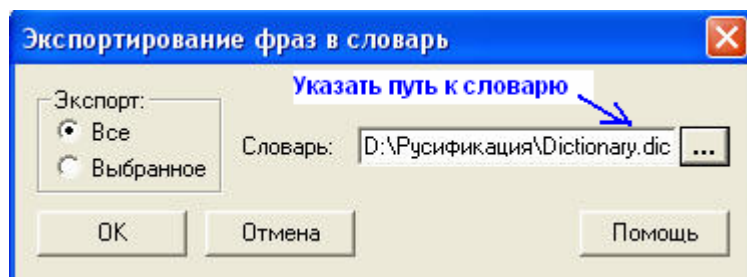 Экспортирование фраз в словарь
Указать путь к словарю
Экспорт:
Все
Выбранное
Словарь: D:\Русификация\Dictionary.dic ...
OK Отмена Помощь